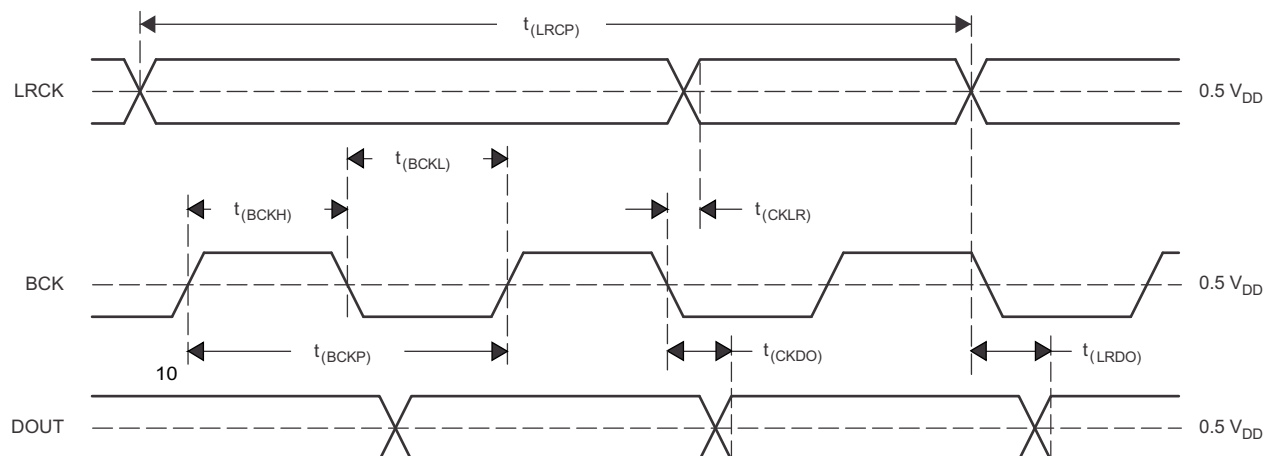 t(LRCP)
LRCK
0.5 VDD
t(BCKL)
t(BCKH)
t(CKLR)
BCK
0.5 VDD
t(BCKP)
t(CKDO)
t(LRDO)
10
DOUT
0.5 VDD